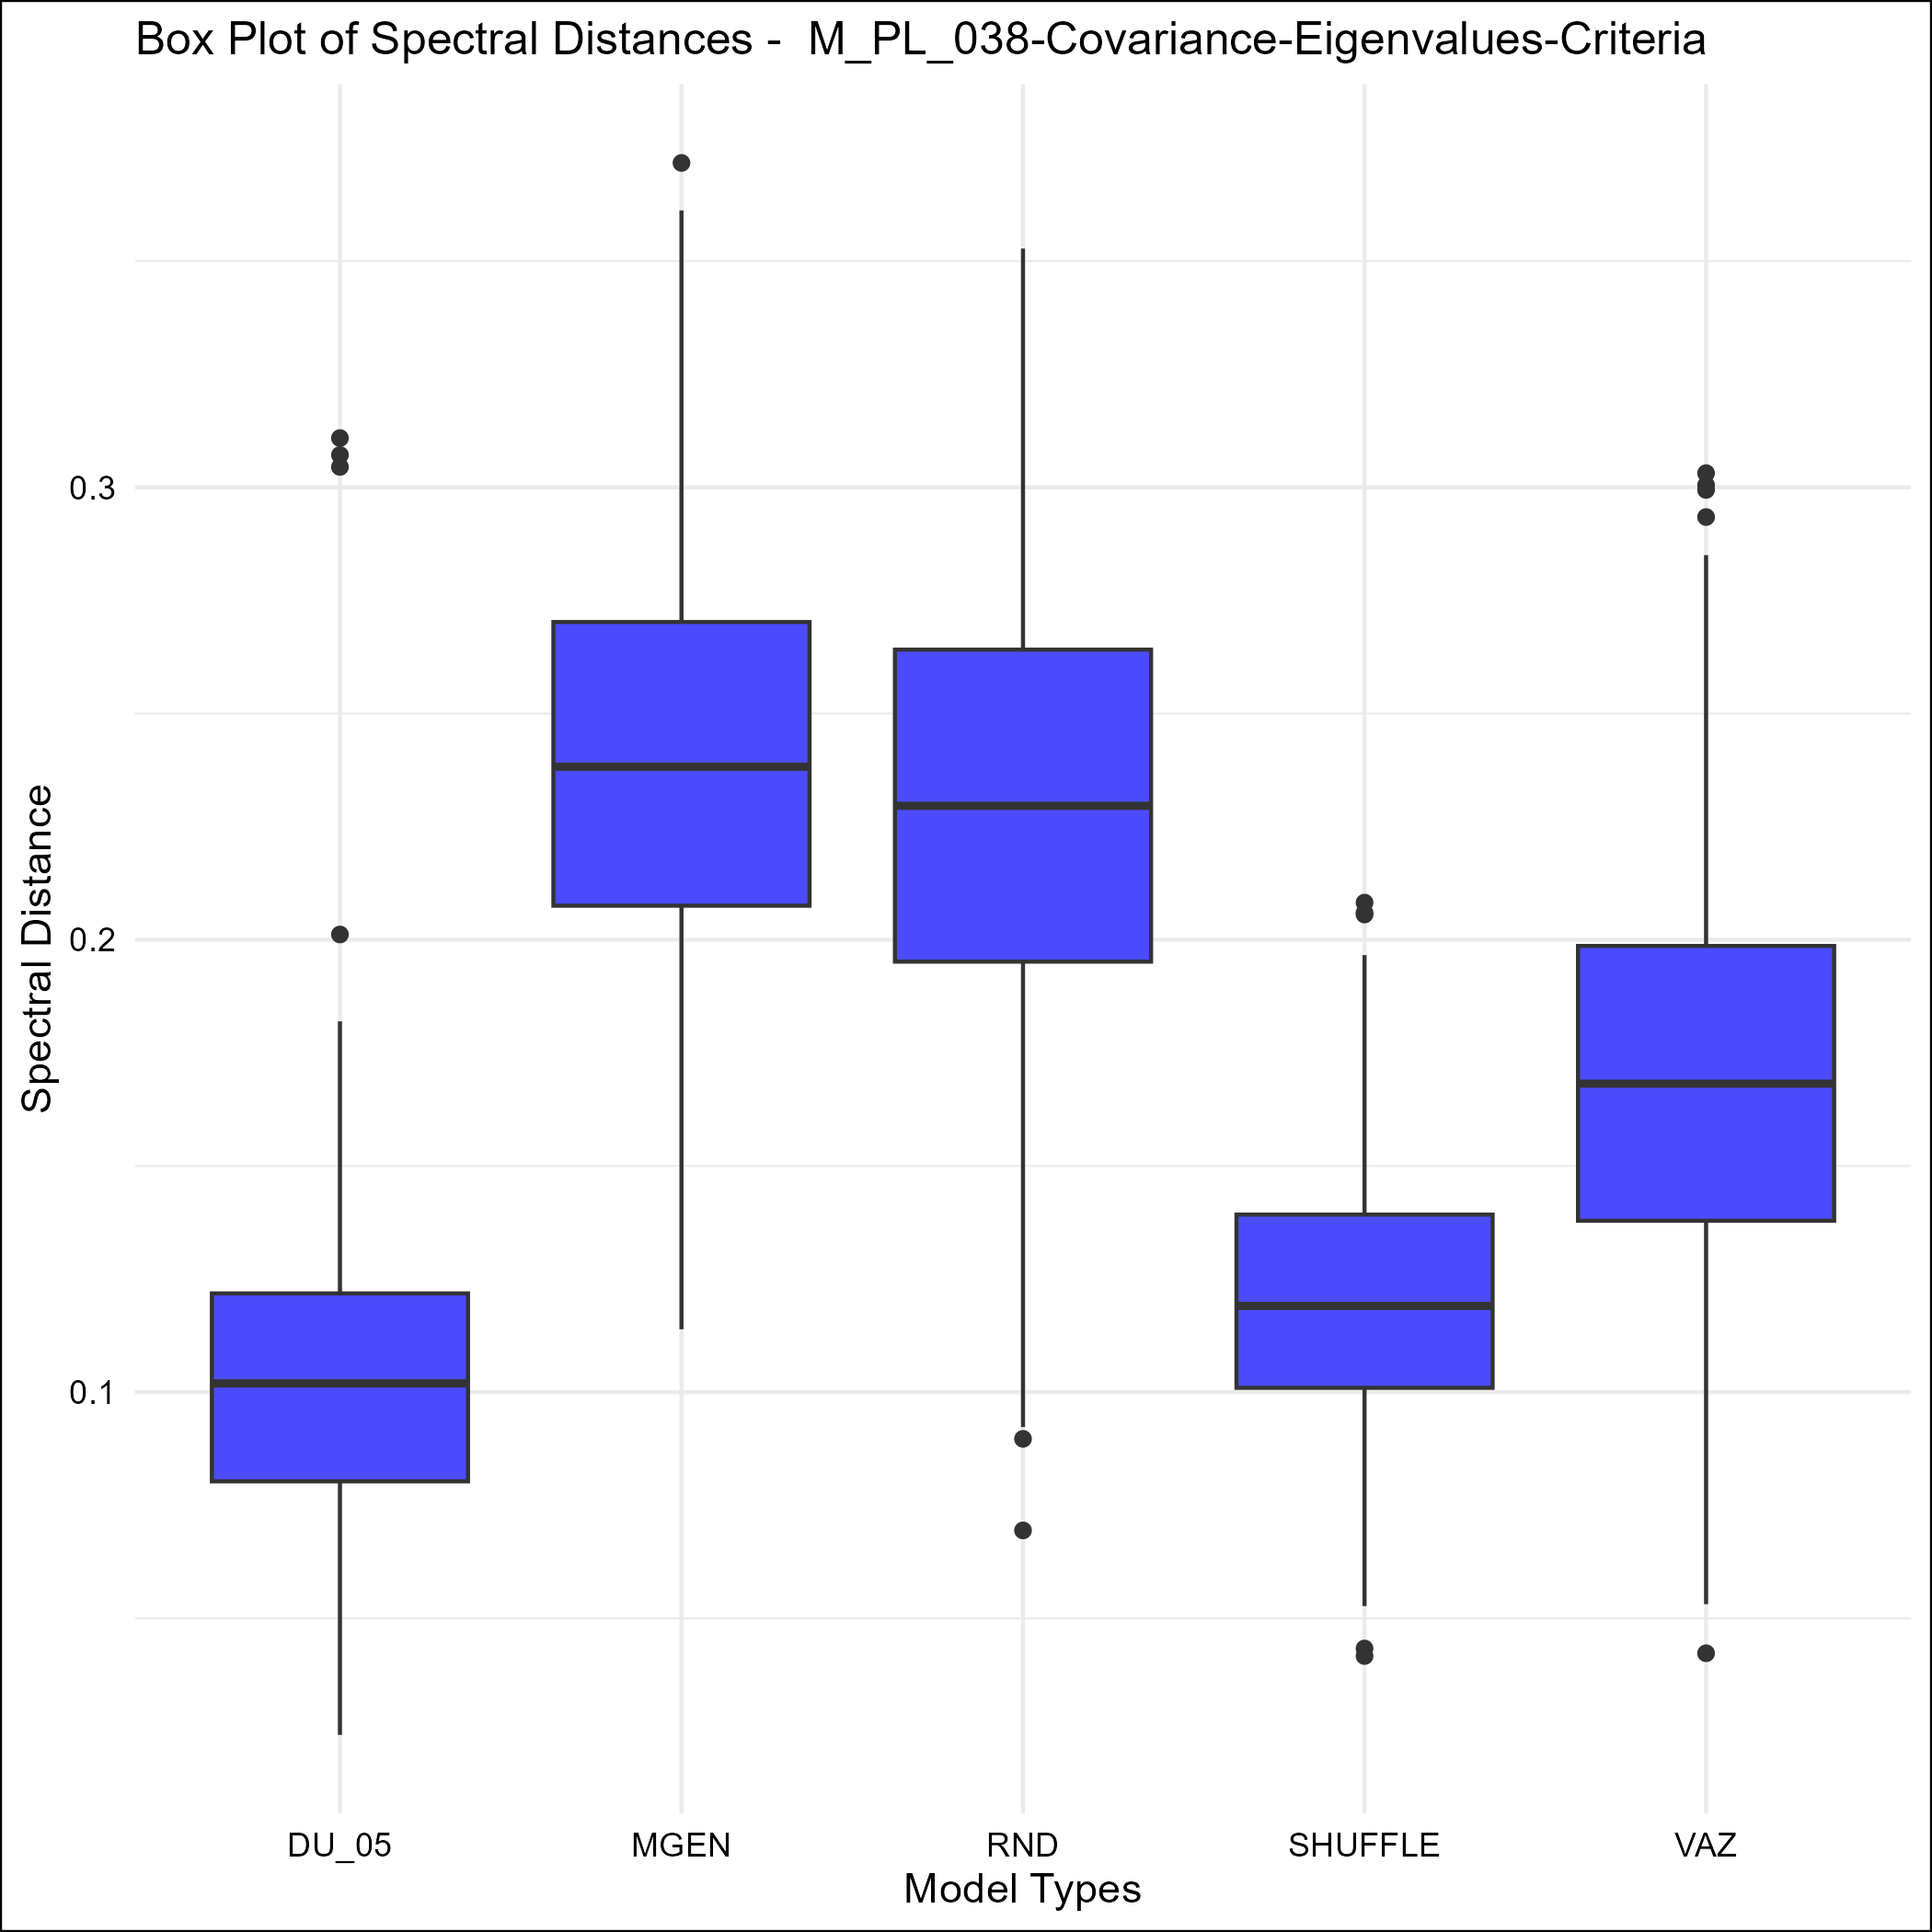 Box Plot of Spectral Distances -  M_PL_038-Covariance-Eigenvalues-Criteria
Spectral Distance
0.3
0.2
0.1
DU_05
MGEN
RND
SHUFFLE
VAZ
Model Types